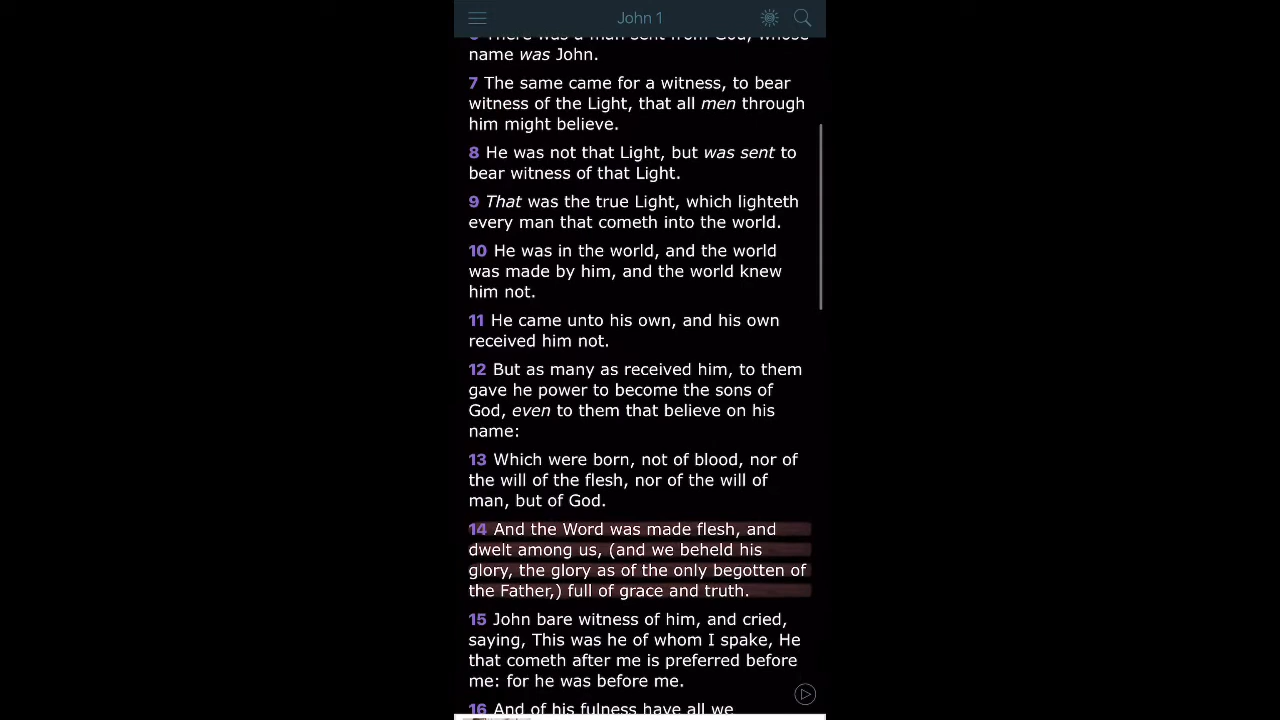 John 1
6 There was a man sent from God, whose
name was John.
7 The same came for a witness, to bear
witness of the Light, that all men through
him might believe.
8 He was not that Light, but was sent to
bear witness of that Light.
9 That was the true Light, which lighteth
every man that cometh into the world.
10 He was in the world, and the world
was made by him, and the world knew
him not.
11 He came unto his own, and his own
received him not.
12 But as many as received him, to them
gave he power to become the sons of
God, even to them that believe on his
name:
13 Which were born, not of blood, nor of
the will of the flesh, nor of the will of
man, but of God.
14 And the Word was made flesh, and
dwelt among us, (and we beheld his
glory, the glory as of the only begotten of
the Father,) full of grace and truth.
15 John bare witness of him, and cried,
saying, This was he of whom I spake, He
that cometh after me is preferred before
me: for he was before me.
16 And of his fulness have all we